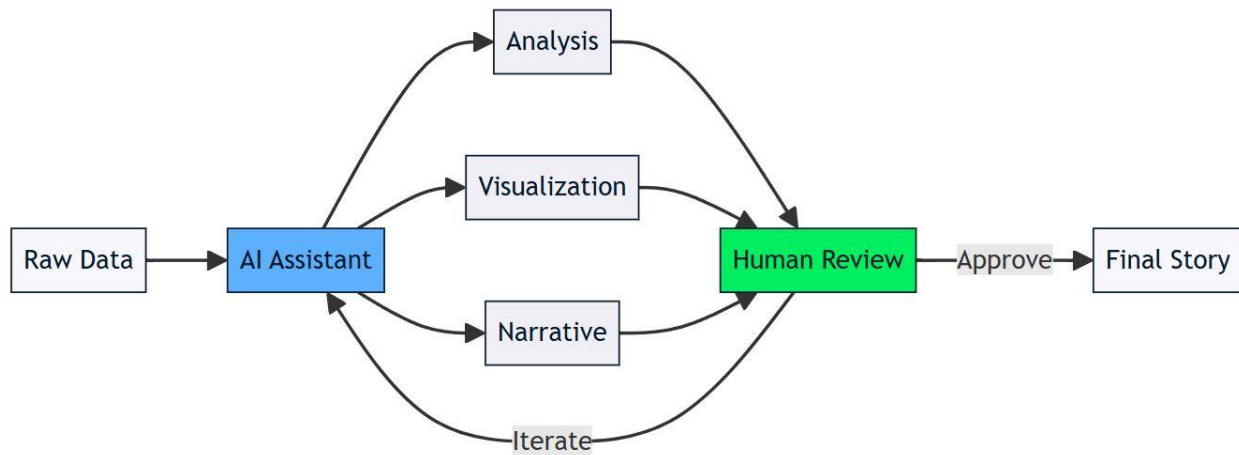 Analysis
Visualization
Raw Data
AI Assistant
Human Review
Approve
Final Story
Narrative
Iterate